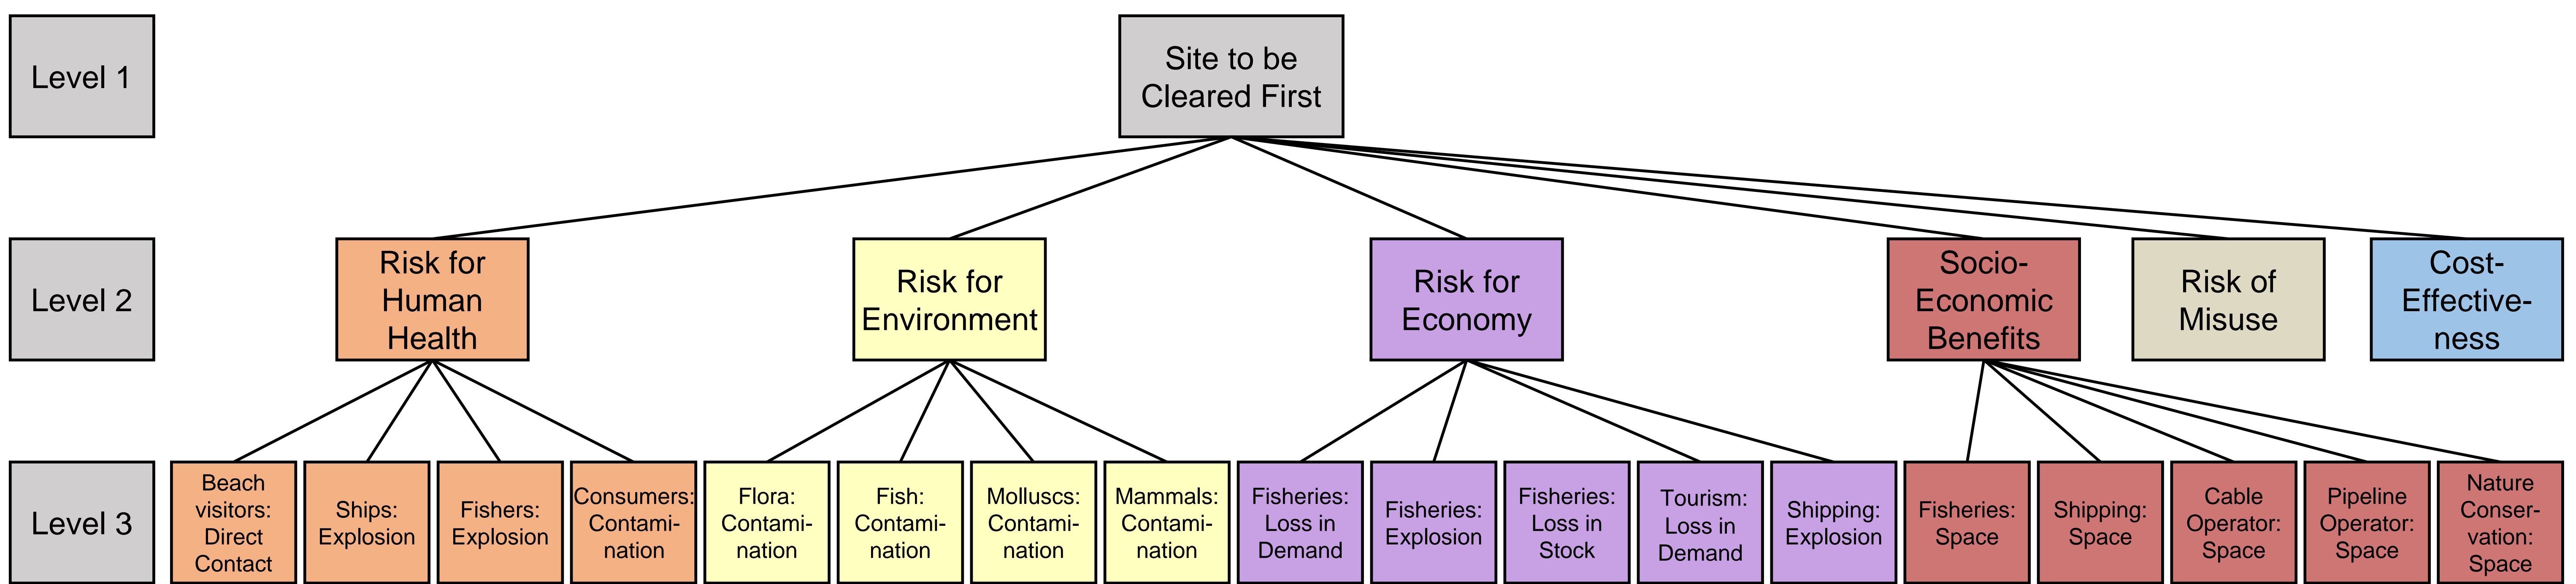 Level 1
Site to be
Cleared First
Level 2
Risk for
Human
Health
Risk for
Environment
Risk for
Economy
Socio-
Economic
Benefits
Risk of
Misuse
Cost-
Effective-
ness
Level 3
Beach
visitors:
Direct
Contact
Ships:
Explosion
Fishers:
Explosion
Consumers:
Contami-
nation
Flora:
Contami-
nation
Fish:
Contami-
nation
Molluscs:
Contami-
nation
Mammals:
Contami-
nation
Fisheries:
Loss in
Demand
Fisheries:
Explosion
Fisheries:
Loss in
Stock
Tourism:
Loss in
Demand
Shipping:
Explosion
Fisheries:
Space
Shipping:
Space
Cable
Operator:
Space
Pipeline
Operator:
Space
Nature
Conser-
vation:
Space